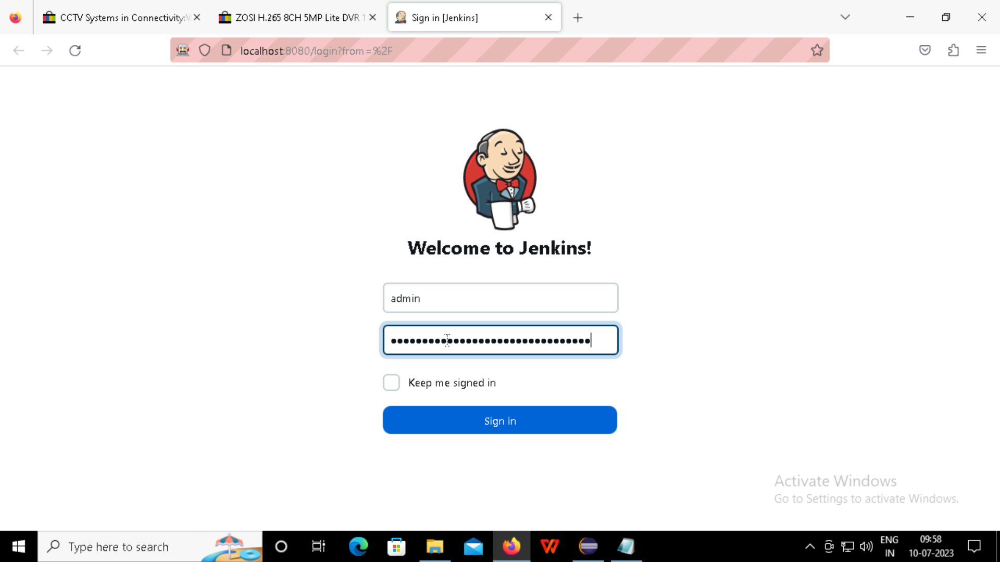 CCTV Systems in Connectivity:
ZOSI H.265 8CH 5MP Lite DVR 1
Sign in [Jenkins]
localhost:8080/login?from=%2F
Welcome to Jenkins!
admin
••••••••••••••••••••••••••••••••
Keep me signed in
Sign in
Activate Windows
Go to Settings to activate Windows.
Type here to search
ENG
IN
09:58
10-07-2023